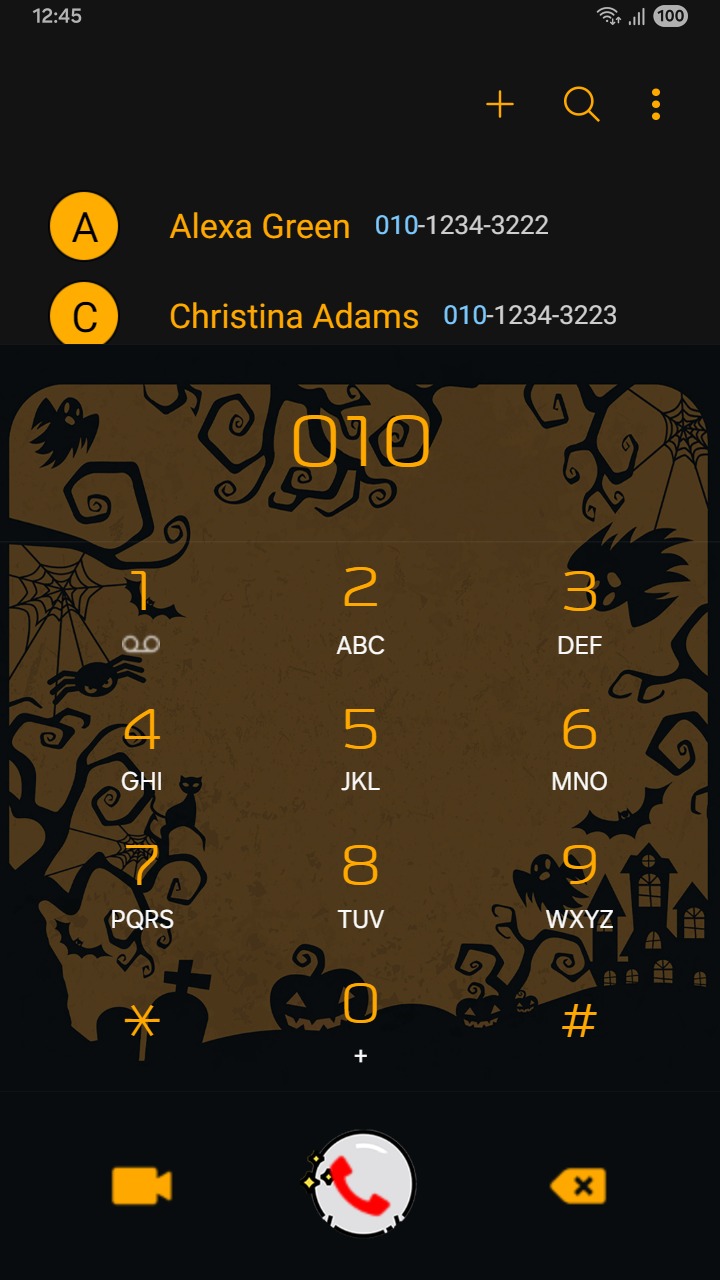 12:45 100
+
A Alexa Green 010-1234-3222
C Christina Adams 010-1234-3223
010
1 2 3
ABC DEF
4 5 6
GHI JKL MNO
7 8 9
PQRS TUV WXYZ
* 0 #
+